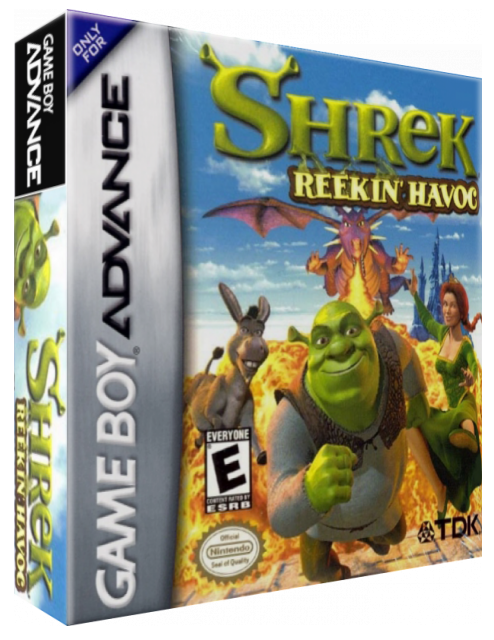 GAME BOY
ADVANCE
SHREK
REEKIN' HAVOC
ONLY
FOR
GAME BOY ADVANCE
SHREK
REEKIN' HAVOC
EVERYONE
E
CONTENT RATED BY
ESRB
Official
Nintendo
Seal of Quality
TDK